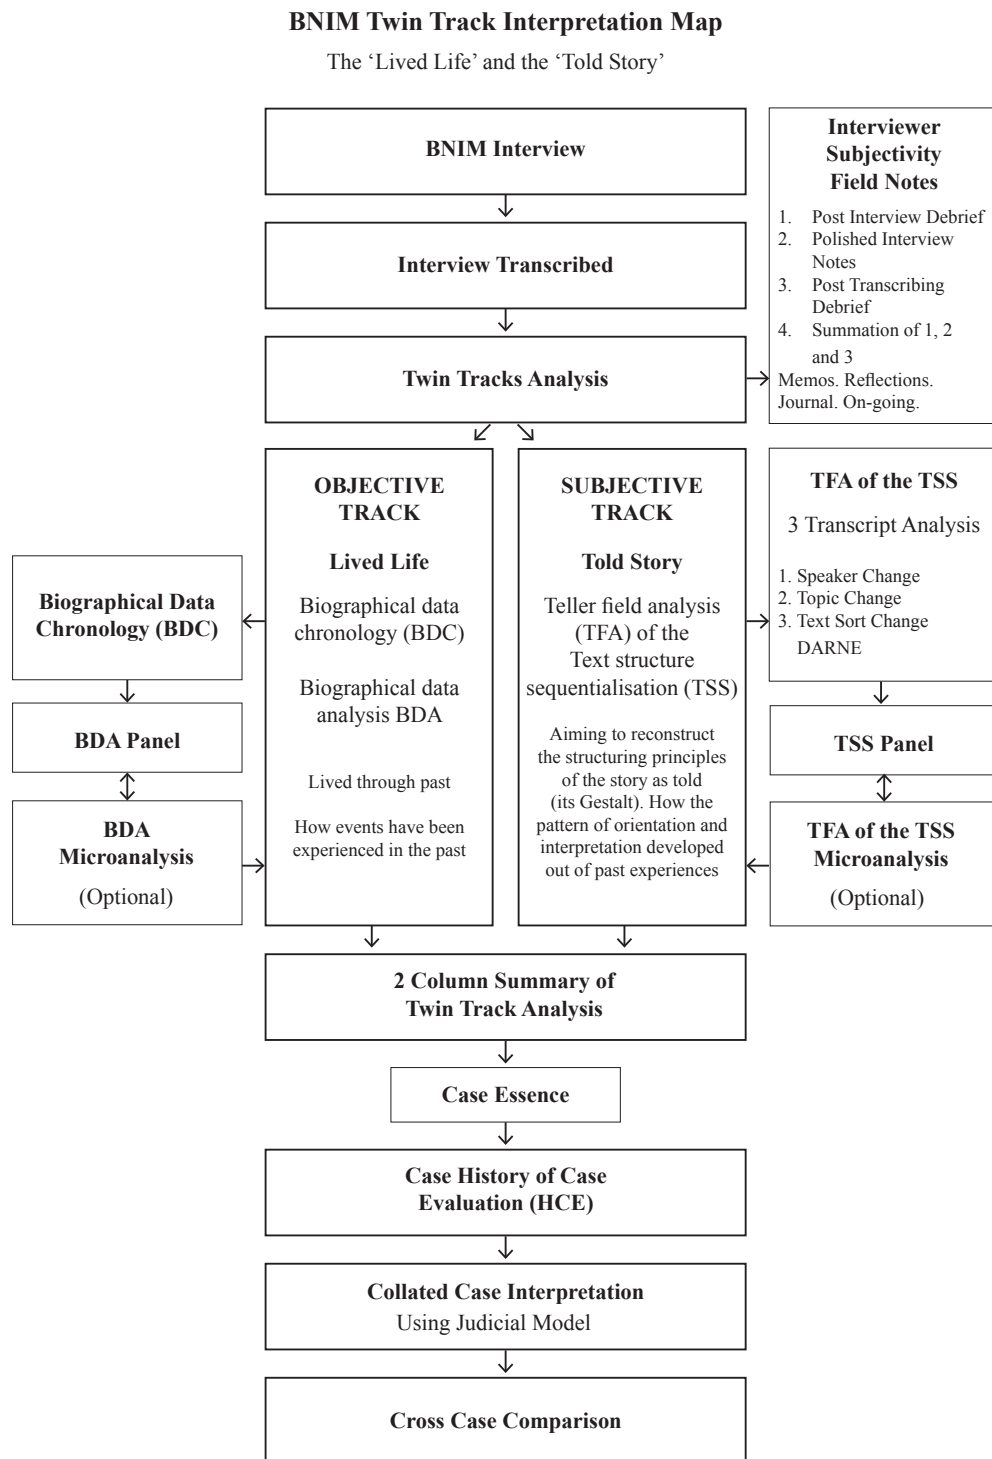 BNIM Twin Track Interpretation Map
The ‘Lived Life’ and the ‘Told Story’
BNIM Interview
Interviewer
Subjectivity
Field Notes
1. Post Interview Debrief
2. Polished Interview
Notes
3. Post Transcribing
Debrief
4. Summation of 1, 2
and 3
Memos. Reflections.
Journal. On-going.
Interview Transcribed
Twin Tracks Analysis
OBJECTIVE
TRACK
Lived Life
Biographical data
chronology (BDC)
Biographical data
analysis BDA
Lived through past
How events have been
experienced in the past
SUBJECTIVE
TRACK
Told Story
Teller field analysis
(TFA) of the
Text structure
sequentialisation (TSS)
Aiming to reconstruct
the structuring principles
of the story as told
(its Gestalt). How the
pattern of orientation and
interpretation developed
out of past experiences
TFA of the TSS
3 Transcript Analysis
1. Speaker Change
2. Topic Change
3. Text Sort Change
DARNE
Biographical Data
Chronology (BDC)
BDA Panel
BDA
Microanalysis
(Optional)
TSS Panel
TFA of the TSS
Microanalysis
(Optional)
2 Column Summary of
Twin Track Analysis
Case Essence
Case History of Case
Evaluation (HCE)
Collated Case Interpretation
Using Judicial Model
Cross Case Comparison